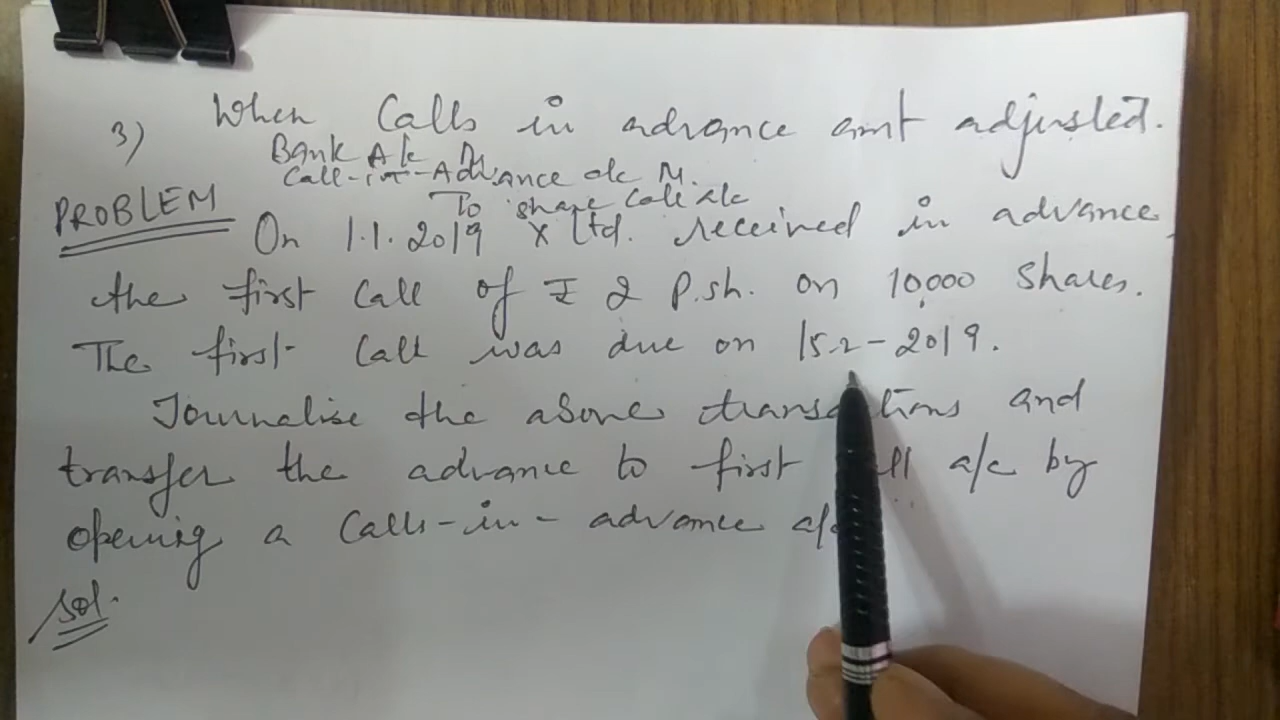 3) When Calls in advance amt adjusted.
Bank A/c Dr.
Call-in-Advance a/c Dr.
To share Call a/c
PROBLEM
On 1.1.2019 X Ltd. received in advance
the first Call of ₹ 2 P.sh. on 10,000 Shares.
The first Call was due on 15.2-2019.
Journalise the above transactions and
transfer the advance to first a/c by
opening a Calls-in-advance
Sol.